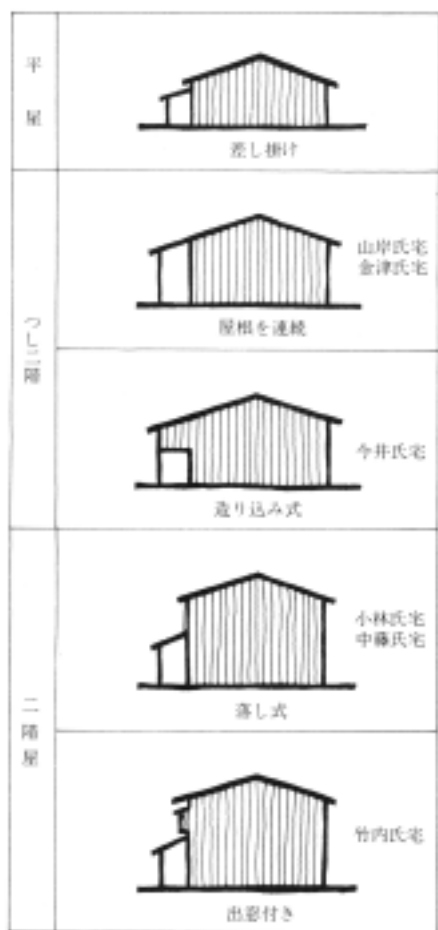 平屋
差し掛け
つし二階
山岸氏宅
金津氏宅
屋根を連続
今井氏宅
造り込み式
二階屋
小林氏宅
中藤氏宅
落し式
竹内氏宅
出窓付き